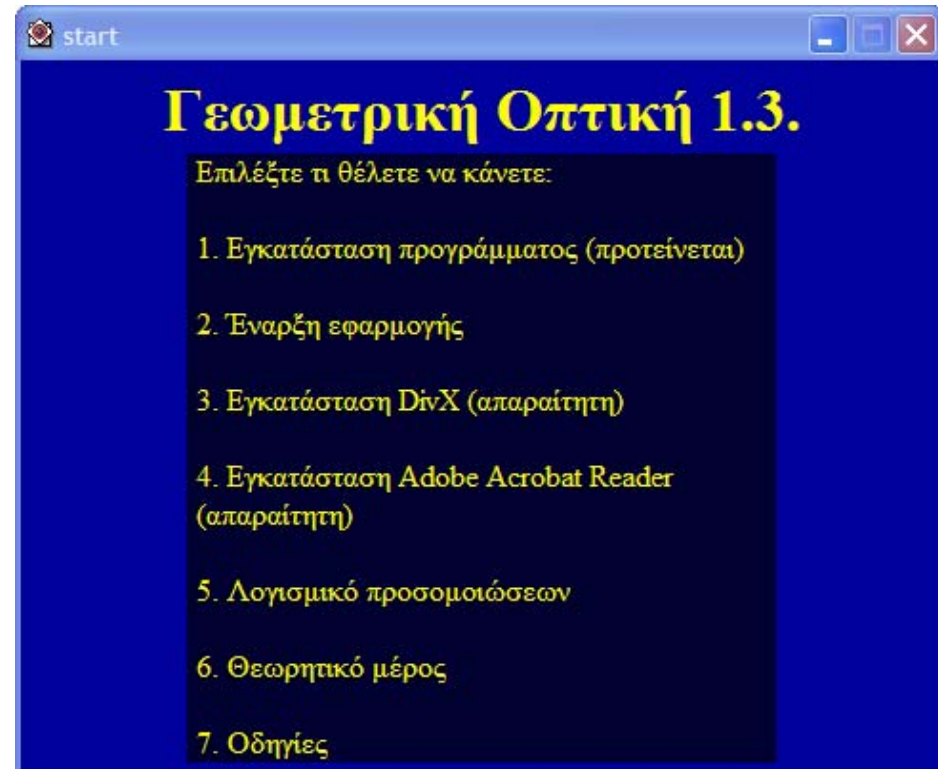 start
Γεωμετρική Οπτική 1.3.
Επιλέξτε τι θέλετε να κάνετε:
1. Εγκατάσταση προγράμματος (προτείνεται)
2. Έναρξη εφαρμογής
3. Εγκατάσταση DivX (απαραίτητη)
4. Εγκατάσταση Adobe Acrobat Reader
(απαραίτητη)
5. Λογισμικό προσομοιώσεων
6. Θεωρητικό μέρος
7. Οδηγίες